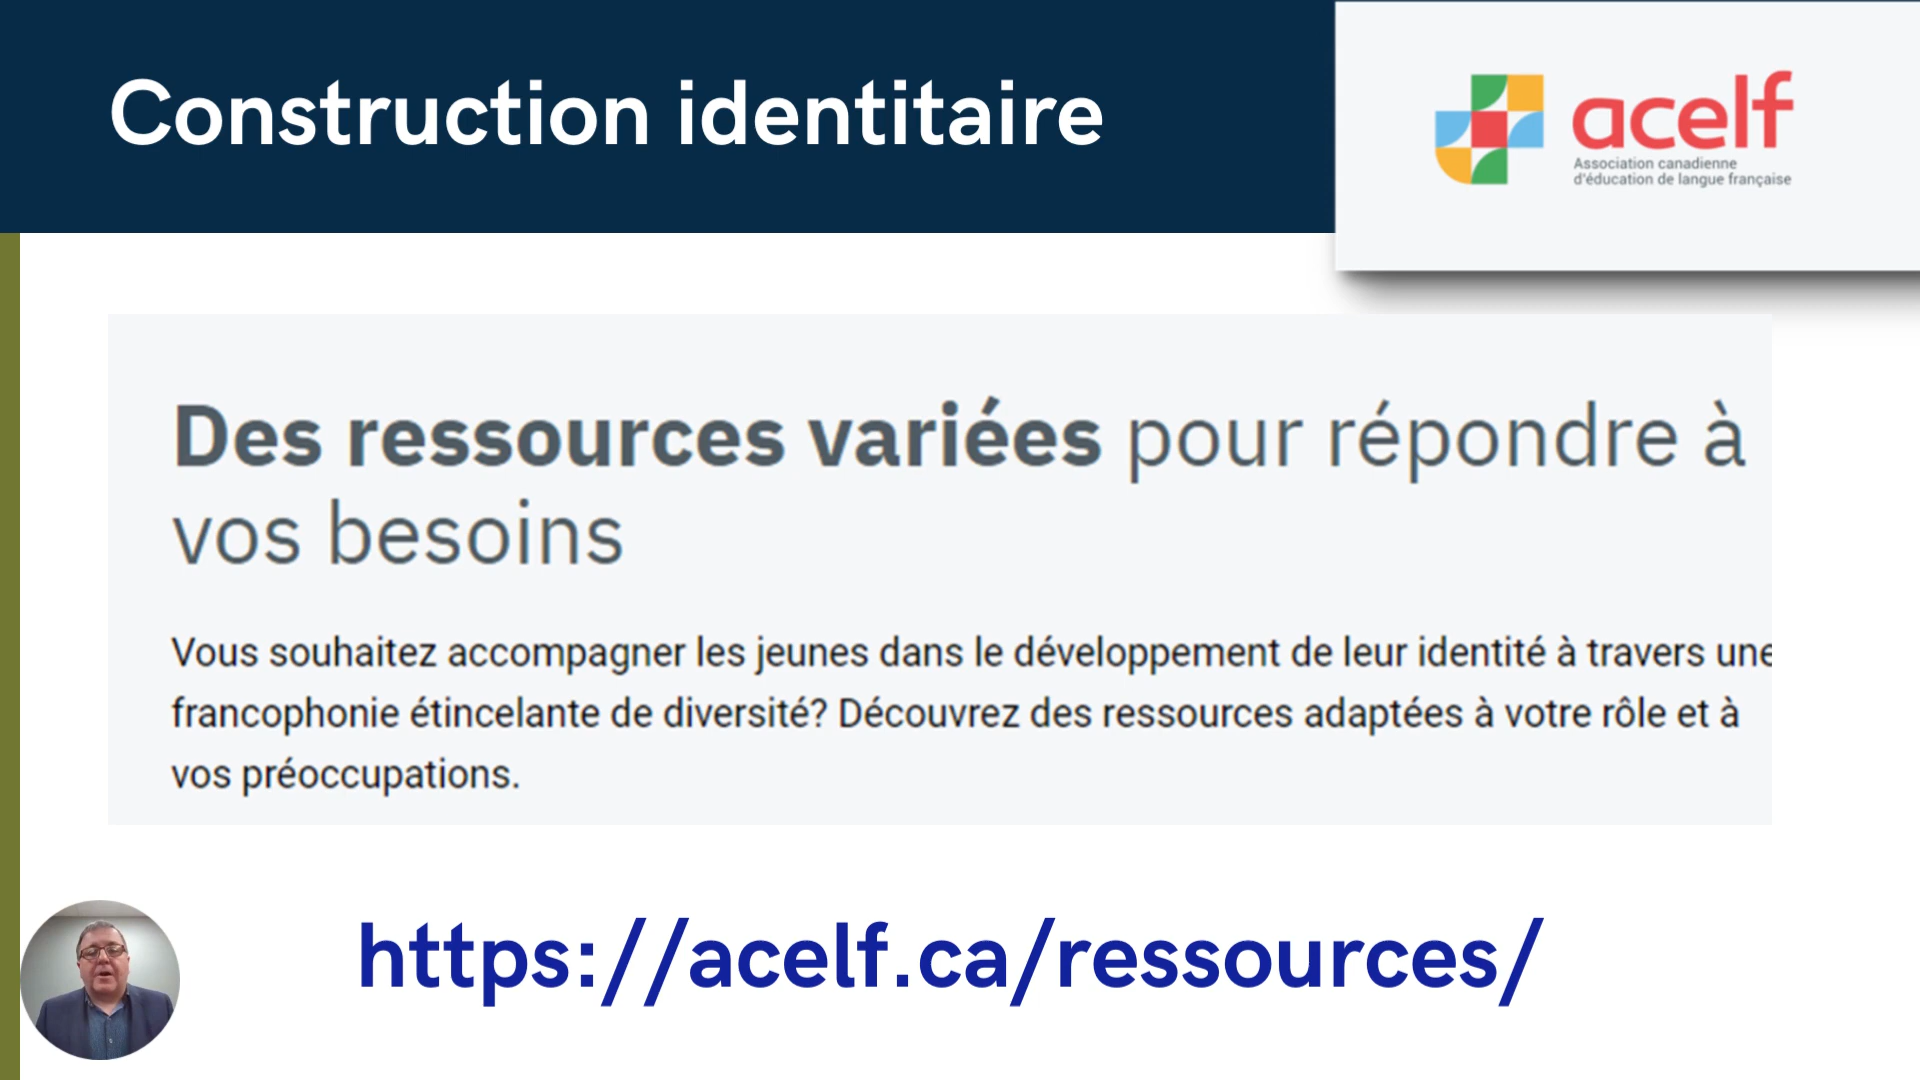 Construction identitaire
acelf
Association canadienne
d'éducation de langue française
Des ressources variées pour répondre à
vos besoins
Vous souhaitez accompagner les jeunes dans le développement de leur identité à travers une
francophonie étincelante de diversité? Découvrez des ressources adaptées à votre rôle et à
vos préoccupations.
https://acelf.ca/ressources/